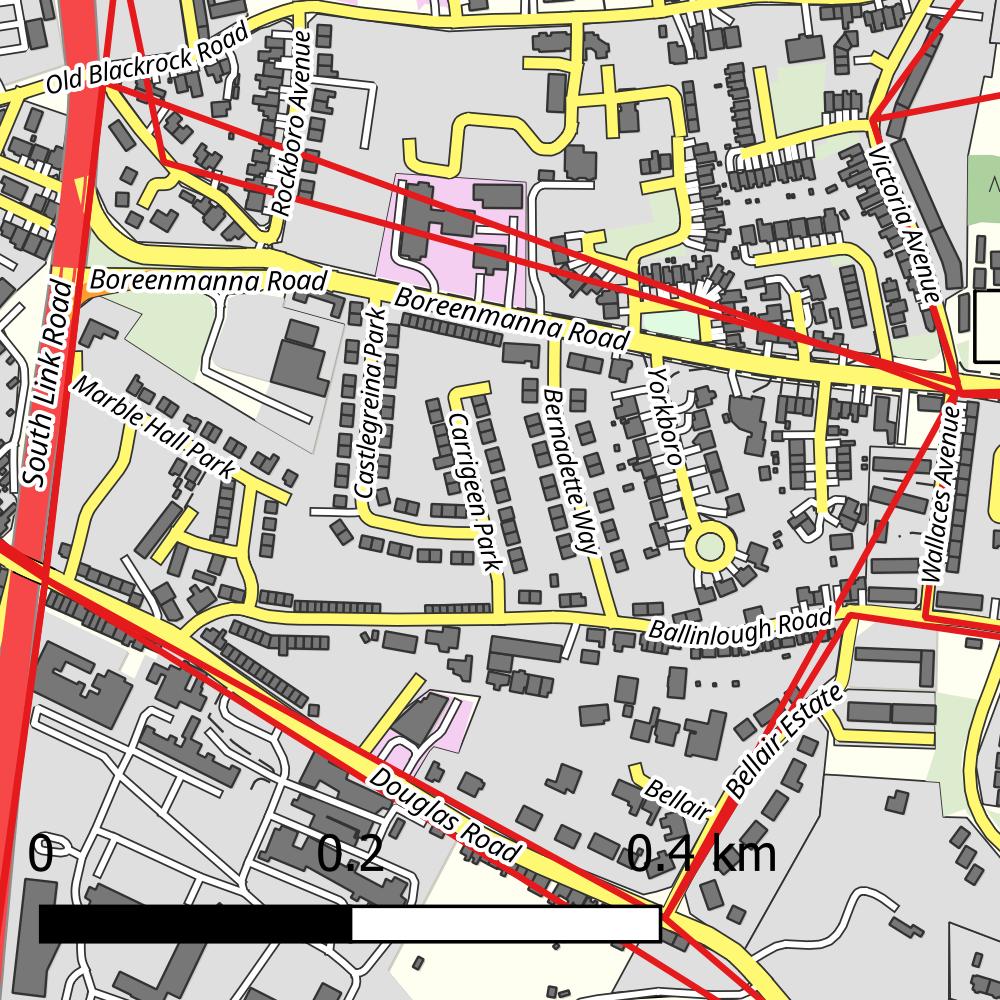 Old Blackrock Road
Rockboro Avenue
Victoria Avenue
Boreenmanna Road
Boreenmanna Road
South Link Road
Marble Hall Park
Castlegreina Park
Carrigeen Park
Bernadette Way
Yorkboro
Wallaces Avenue
Ballinlough Road
Bellair Estate
Bellair
Douglas Road
0 0.2 0.4 km